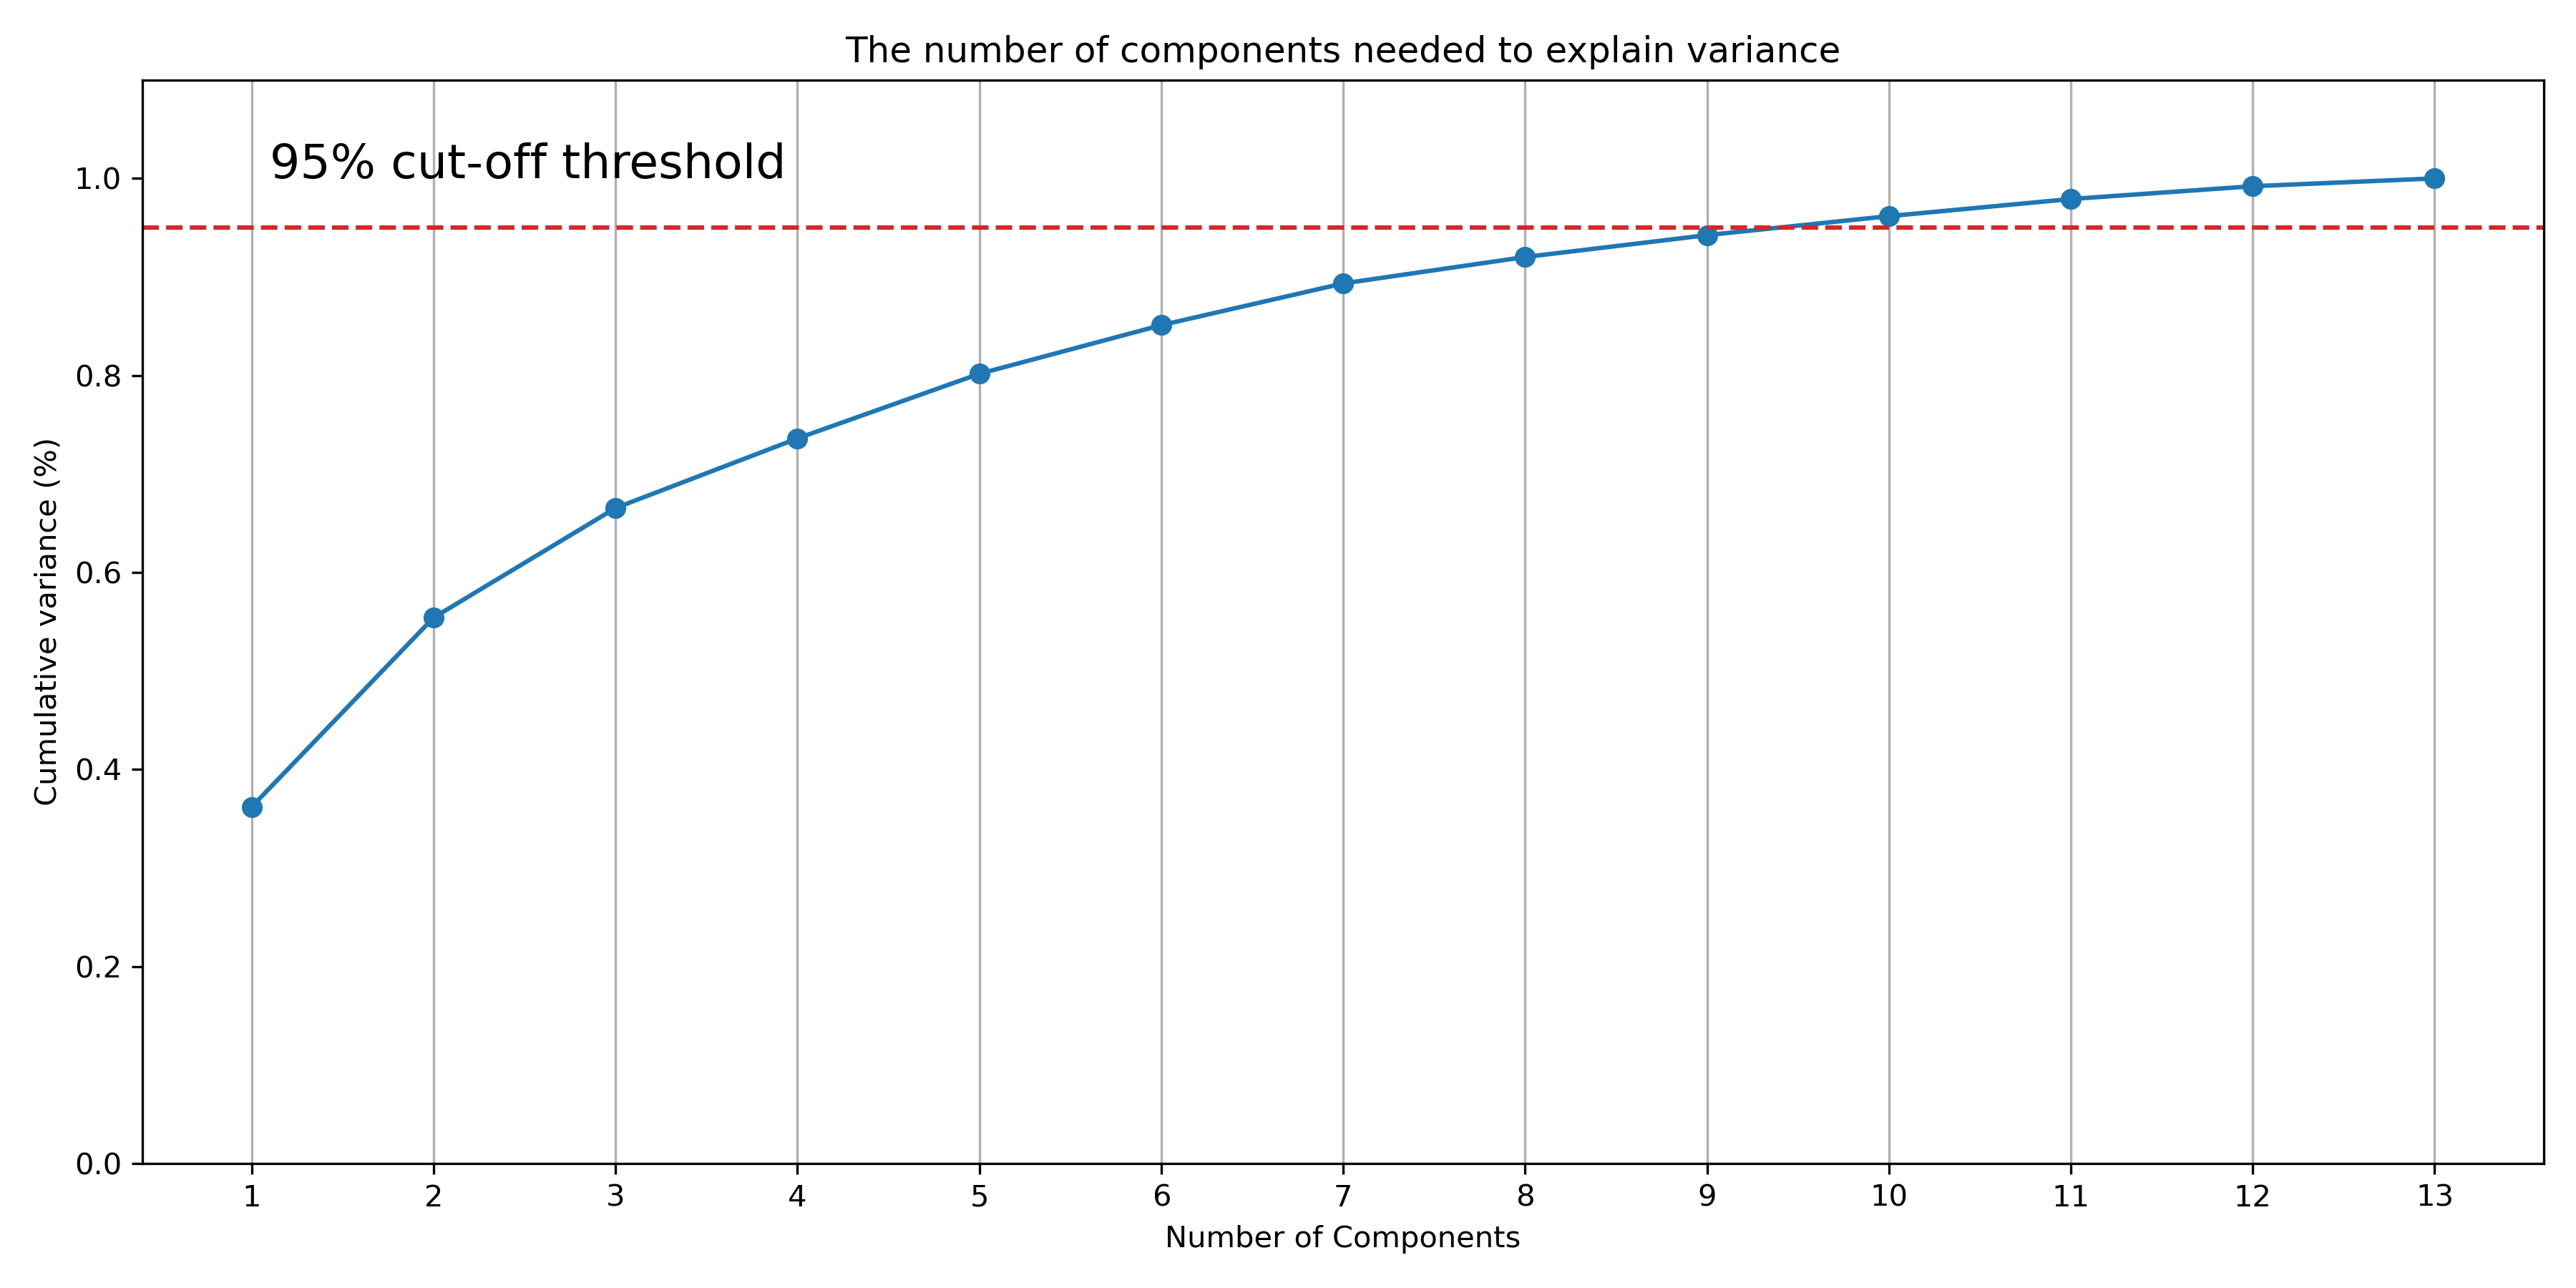 The number of components needed to explain variance
95% cut-off threshold
1.0
0.8
0.6
0.4
0.2
0.0
Cumulative variance (%)
1 2 3 4 5 6 7 8 9 10 11 12 13
Number of Components